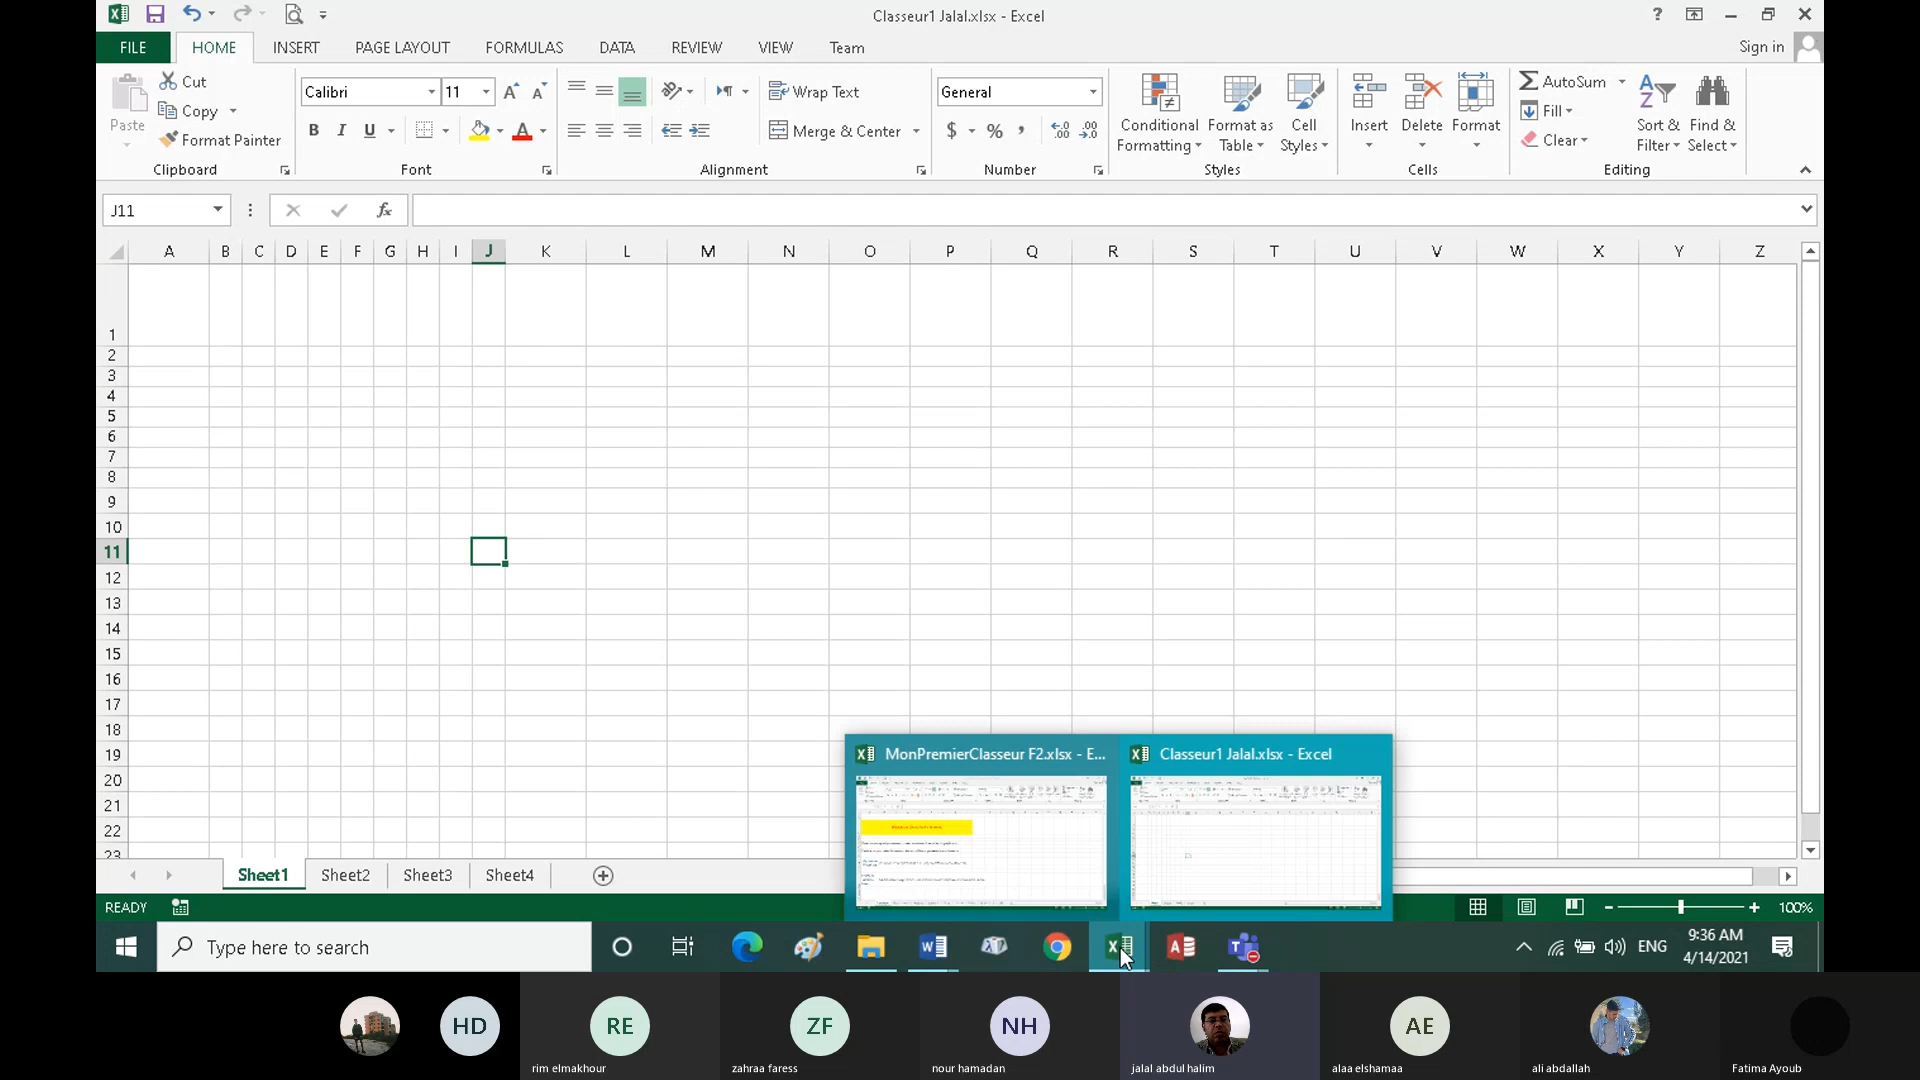 Classeur1 Jalal.xlsx - Excel
?
FILE HOME INSERT PAGE LAYOUT FORMULAS DATA REVIEW VIEW Team Sign in
Paste
Cut
Copy
Format Painter
Clipboard
Calibri 11
B I U
Font
Wrap Text
Merge & Center
Alignment
General
$ % ,
Number
Conditional Formatting
Format as Table
Cell Styles
Styles
Insert
Delete
Format
Cells
AutoSum
Fill
Clear
Sort & Filter
Find & Select
Editing
J11
fx
A B C D E F G H I J K L M N O P Q R S T U V W X Y Z
1
2
3
4
5
6
7
8
9
10
11
12
13
14
15
16
17
18
19
20
21
22
23
MonPremierClasseur F2.xlsx - E...
Classeur1 Jalal.xlsx - Excel
Sheet1 Sheet2 Sheet3 Sheet4
READY
100%
Type here to search
ENG
9:36 AM
4/14/2021
HD RE ZF NH AE
rim elmakhour zahraa faress nour hamadan jalal abdul halim alaa elshamaa ali abdallah Fatima Ayoub